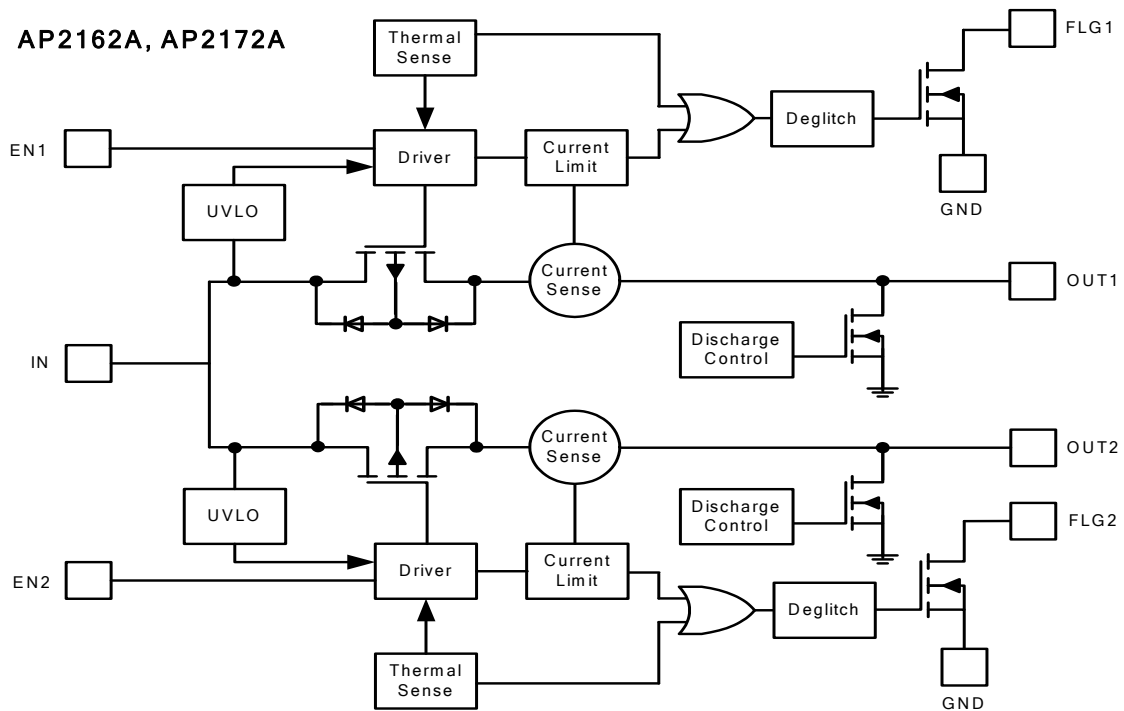 AP2162A, AP2172A
Thermal
Sense
FLG1
EN1
Driver
Current
Limit
Deglitch
GND
UVLO
Current
Sense
OUT1
Discharge
Control
IN
Current
Sense
OUT2
Discharge
Control
FLG2
UVLO
EN2
Driver
Current
Limit
Deglitch
Thermal
Sense
GND